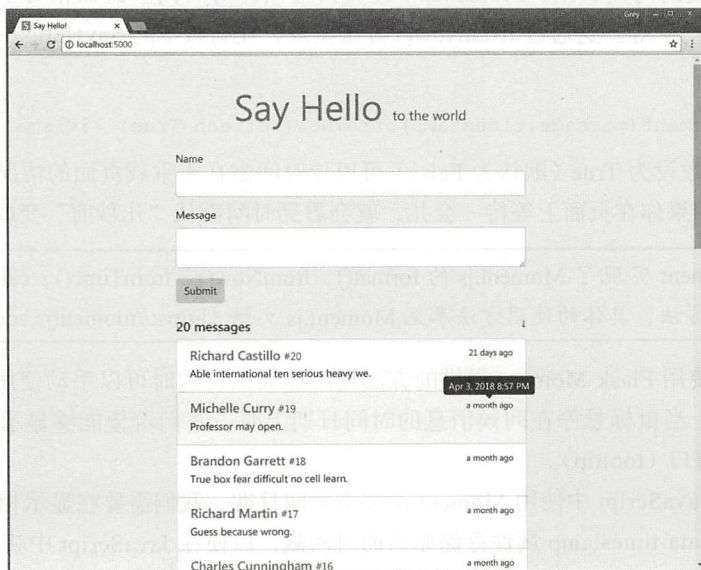 Say Hello!
Grey
localhost:5000
Say Hello to the world
Name
Message
Submit
20 messages ↓
Richard Castillo #20 21 days ago
Able international ten serious heavy we.
Apr 3, 2018 8:57 PM
Michelle Curry #19 a month ago
Professor may open.
Brandon Garrett #18 a month ago
True box fear difficult no cell learn.
Richard Martin #17 a month ago
Guess because wrong.
Charles Cunningham #16 a month ago